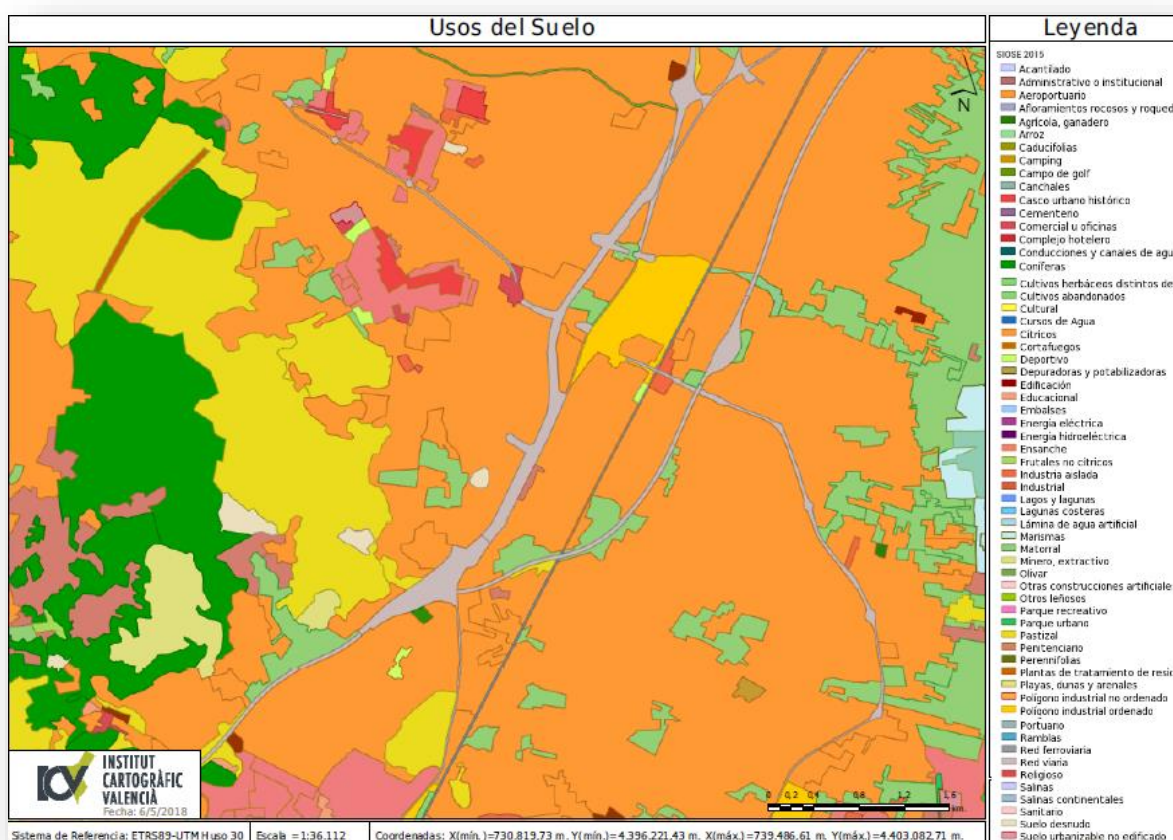 Usos del Suelo
Leyenda
SIOSE 2015
Acantilado
Administrativo o institucional
Aeroportuario
Afloramientos rocosos y roqued
Agrícola, ganadero
Arroz
Caducifolias
Camping
Campo de golf
Canchales
Casco urbano histórico
Cementerio
Comercial u oficinas
Complejo hotelero
Conducciones y canales de agu
Coníferas
Cultivos herbáceos distintos de
Cultivos abandonados
Cultural
Cursos de Agua
Cítricos
Cortafuegos
Deportivo
Depuradoras y potabilizadoras
Edificación
Educacional
Embalses
Energía eléctrica
Energía hidroeléctrica
Ensanche
Frutales no cítricos
Industria aislada
Industrial
Lagos y lagunas
Lagunas costeras
Lámina de agua artificial
Marismas
Matorral
Minero, extractivo
Olivar
Otras construcciones artificiale
Otros leñosos
Parque recreativo
Parque urbano
Pastizal
Penitenciario
Perennifolias
Plantas de tratamiento de resid
Playas, dunas y arenales
Polígono industrial no ordenado
Polígono industrial ordenado
Portuario
Ramblas
Red ferroviaria
Red viaria
Religioso
Salinas
Salinas continentales
Sanitario
Suelo desnudo
Suelo urbanizable no edificado
N
0 0,2 0,4 0,8 1,2 1,6
km.
ICV INSTITUT
CARTOGRÀFIC
VALENCIÀ
Fecha: 6/5/2018
Sistema de Referencia: ETRS89-UTM Huso 30 Escala =1:36.112 Coordenadas: X(mín.)=730.819,73 m. Y(mín.)=4.396.221,43 m. X(máx.)=739.486,61 m. Y(máx.)=4.403.082,71 m.